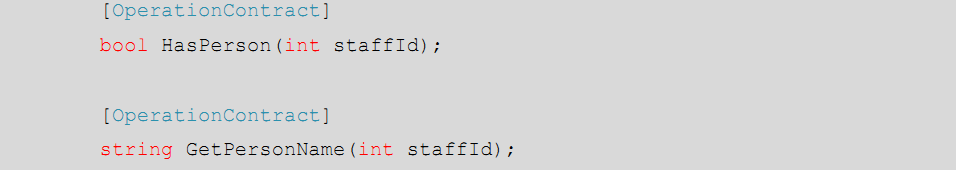 [OperationContract]
bool HasPerson(int staffId);
[OperationContract]
string GetPersonName(int staffId);